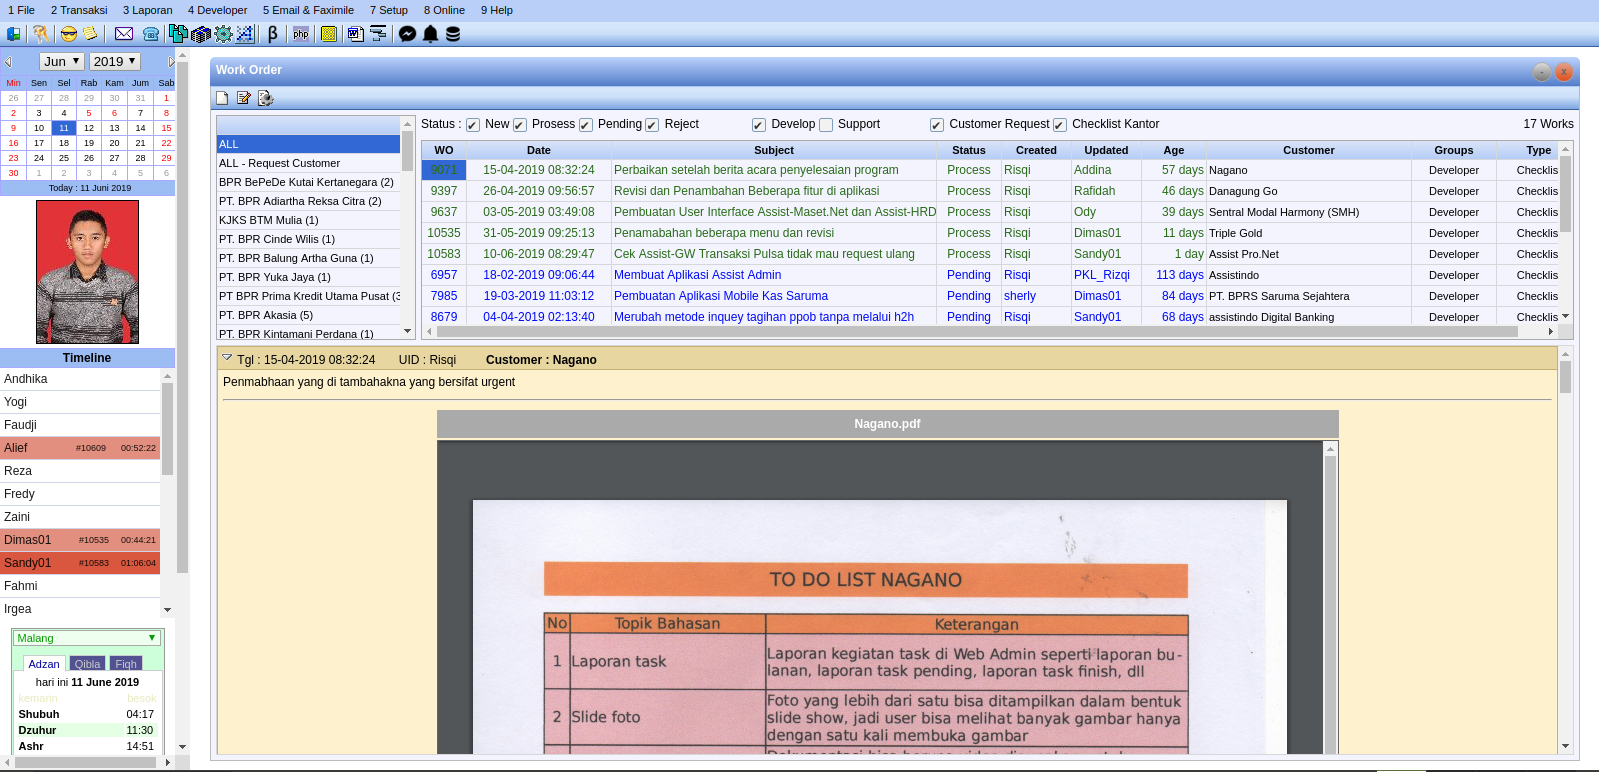 1 File 2 Transaksi 3 Laporan 4 Developer 5 Email & Faximile 7 Setup 8 Online 9 Help
β php W
Jun 2019
Min Sen Sel Rab Kam Jum Sab
26 27 28 29 30 31 1
2 3 4 5 6 7 8
9 10 11 12 13 14 15
16 17 18 19 20 21 22
23 24 25 26 27 28 29
30 1 2 3 4 5 6
Today : 11 Juni 2019
Timeline
Andhika
Yogi
Faudji
Alief #10609 00:52:22
Reza
Fredy
Zaini
Dimas01 #10535 00:44:21
Sandy01 #10583 01:06:04
Fahmi
Irgea
Malang
Adzan Qibla Fiqh
hari ini 11 June 2019
kemarin besok
Shubuh 04:17
Dzuhur 11:30
Ashr 14:51
Work Order
- x
ALL
ALL - Request Customer
BPR BePeDe Kutai Kertanegara (2)
PT. BPR Adiartha Reksa Citra (2)
KJKS BTM Mulia (1)
PT. BPR Cinde Wilis (1)
PT. BPR Balung Artha Guna (1)
PT. BPR Yuka Jaya (1)
PT BPR Prima Kredit Utama Pusat (3
PT. BPR Akasia (5)
PT. BPR Kintamani Perdana (1)
Status : New Prosess Pending Reject Develop Support Customer Request Checklist Kantor 17 Works
WO Date Subject Status Created Updated Age Customer Groups Type
9071 15-04-2019 08:32:24 Perbaikan setelah berita acara penyelesaian program Process Risqi Addina 57 days Nagano Developer Checklis
9397 26-04-2019 09:56:57 Revisi dan Penambahan Beberapa fitur di aplikasi Process Risqi Rafidah 46 days Danagung Go Developer Checklis
9637 03-05-2019 03:49:08 Pembuatan User Interface Assist-Maset.Net dan Assist-HRD Process Risqi Ody 39 days Sentral Modal Harmony (SMH) Developer Checklis
10535 31-05-2019 09:25:13 Penamabahan beberapa menu dan revisi Process Risqi Dimas01 11 days Triple Gold Developer Checklis
10583 10-06-2019 08:29:47 Cek Assist-GW Transaksi Pulsa tidak mau request ulang Process Risqi Sandy01 1 day Assist Pro.Net Developer Checklis
6957 18-02-2019 09:06:44 Membuat Aplikasi Assist Admin Pending Risqi PKL_Rizqi 113 days Assistindo Developer Checklis
7985 19-03-2019 11:03:12 Pembuatan Aplikasi Mobile Kas Saruma Pending sherly Dimas01 84 days PT. BPRS Saruma Sejahtera Developer Checklis
8679 04-04-2019 02:13:40 Merubah metode inquey tagihan ppob tanpa melalui h2h Pending Risqi Sandy01 68 days assistindo Digital Banking Developer Checklis
Tgl : 15-04-2019 08:32:24 UID : Risqi Customer : Nagano
Penmabhaan yang di tambahakna yang bersifat urgent
Nagano.pdf
TO DO LIST NAGANO
No Topik Bahasan Keterangan
1 Laporan task Laporan kegiatan task di Web Admin seperti laporan bu-
lanan, laporan task pending, laporan task finish, dll
2 Slide foto Foto yang lebih dari satu bisa ditampilkan dalam bentuk
slide show, jadi user bisa melihat banyak gambar hanya
dengan satu kali membuka gambar